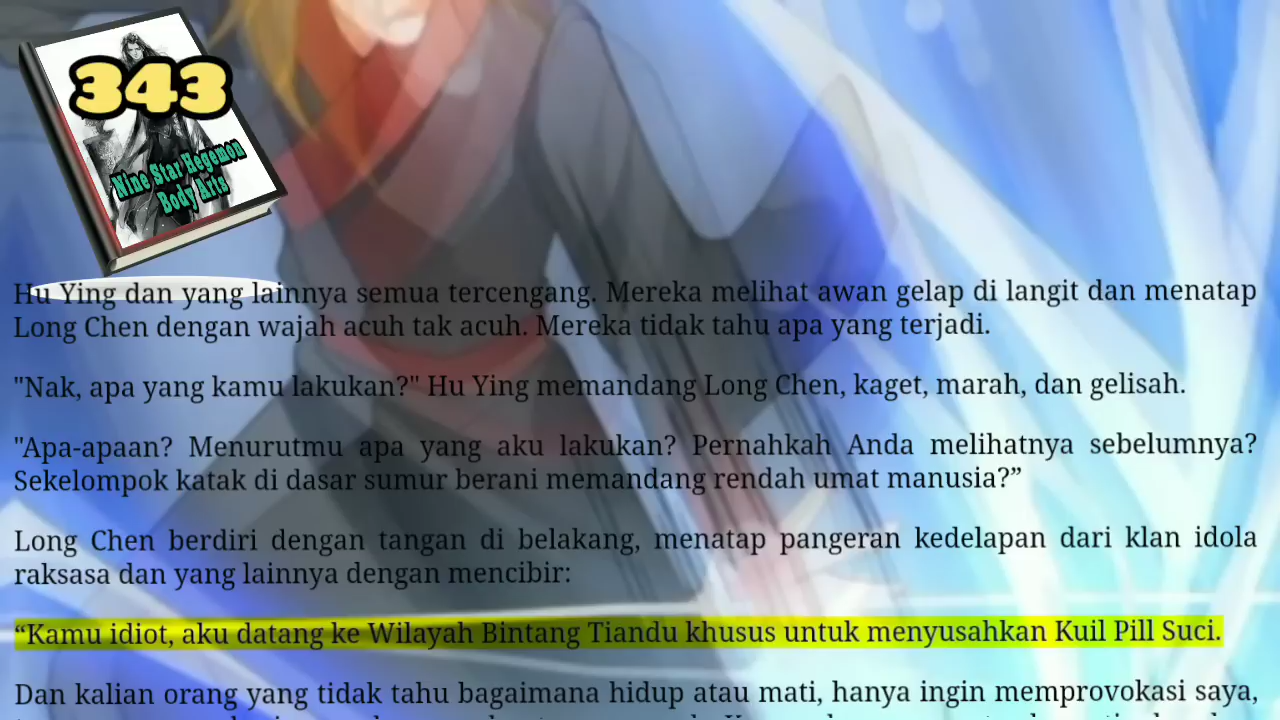 343
Nine Star Hegemon
Body Arts
Hu Ying dan yang lainnya semua tercengang. Mereka melihat awan gelap di langit dan menatap
Long Chen dengan wajah acuh tak acuh. Mereka tidak tahu apa yang terjadi.
"Nak, apa yang kamu lakukan?" Hu Ying memandang Long Chen, kaget, marah, dan gelisah.
"Apa-apaan? Menurutmu apa yang aku lakukan? Pernahkah Anda melihatnya sebelumnya?
Sekelompok katak di dasar sumur berani memandang rendah umat manusia?”
Long Chen berdiri dengan tangan di belakang, menatap pangeran kedelapan dari klan idola
raksasa dan yang lainnya dengan mencibir:
“Kamu idiot, aku datang ke Wilayah Bintang Tiandu khusus untuk menyusahkan Kuil Pill Suci.
Dan kalian orang yang tidak tahu bagaimana hidup atau mati, hanya ingin memprovokasi saya,